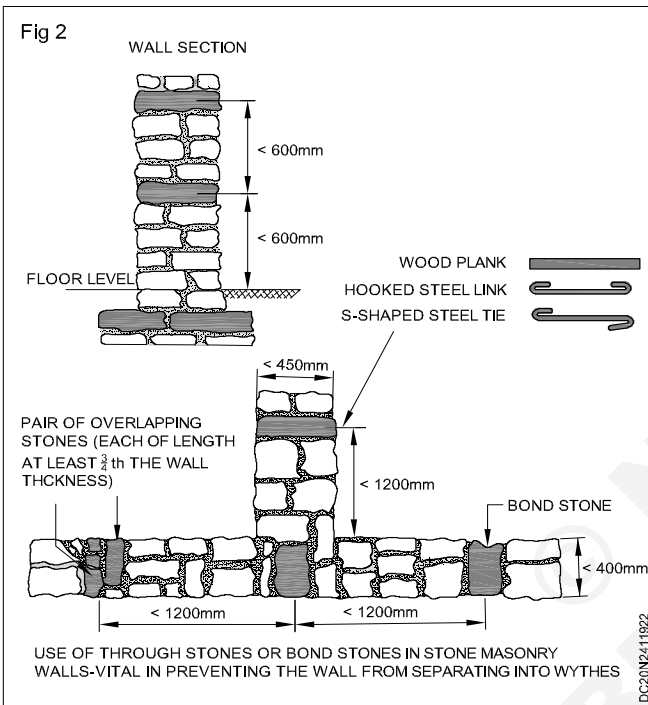 Fig 2
WALL SECTION
< 600mm
< 600mm
FLOOR LEVEL
WOOD PLANK
HOOKED STEEL LINK
S-SHAPED STEEL TIE
< 450mm
PAIR OF OVERLAPPING
STONES (EACH OF LENGTH
AT LEAST 3/4 th THE WALL
THCKNESS)
< 1200mm
BOND STONE
< 400mm
< 1200mm
< 1200mm
USE OF THROUGH STONES OR BOND STONES IN STONE MASONRY
WALLS-VITAL IN PREVENTING THE WALL FROM SEPARATING INTO WYTHES
DC20N2411922